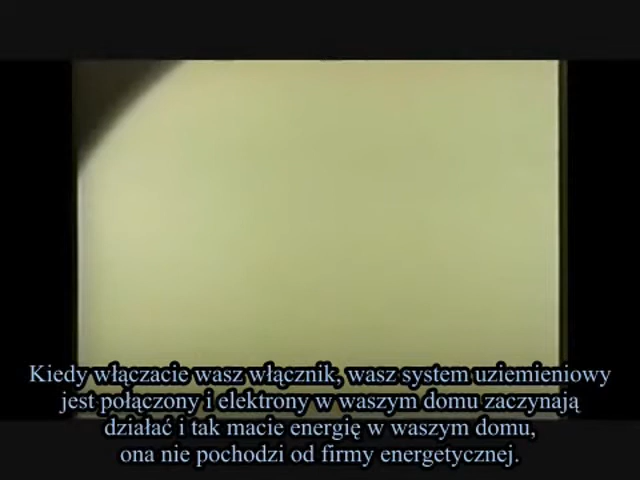 Kiedy włączacie wasz włącznik, wasz system uziemieniowy
jest połączony i elektrony w waszym domu zaczynają
działać i tak macie energię w waszym domu,
ona nie pochodzi od firmy energetycznej.